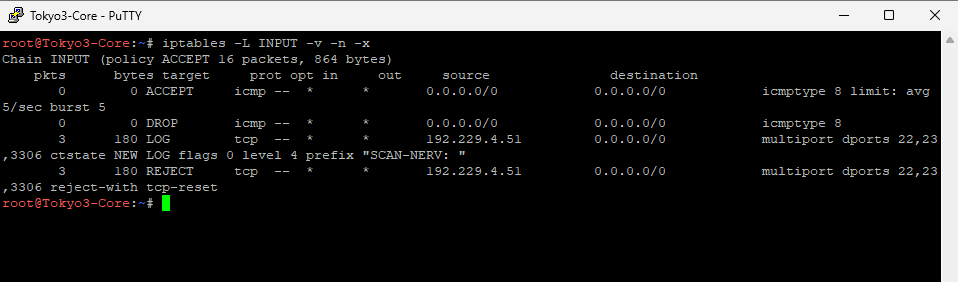 Tokyo3-Core - PuTTY
root@Tokyo3-Core:~# iptables -L INPUT -v -n -x
Chain INPUT (policy ACCEPT 16 packets, 864 bytes)
    pkts      bytes target     prot opt in     out     source               destination
       0        0 ACCEPT     icmp --  *      *       0.0.0.0/0            0.0.0.0/0            icmptype 8 limit: avg
5/sec burst 5
       0        0 DROP       icmp --  *      *       0.0.0.0/0            0.0.0.0/0            icmptype 8
       3      180 LOG        tcp  --  *      *       192.229.4.51         0.0.0.0/0            multiport dports 22,23
,3306 ctstate NEW LOG flags 0 level 4 prefix "SCAN-NERV: "
       3      180 REJECT     tcp  --  *      *       192.229.4.51         0.0.0.0/0            multiport dports 22,23
,3306 reject-with tcp-reset
root@Tokyo3-Core:~#